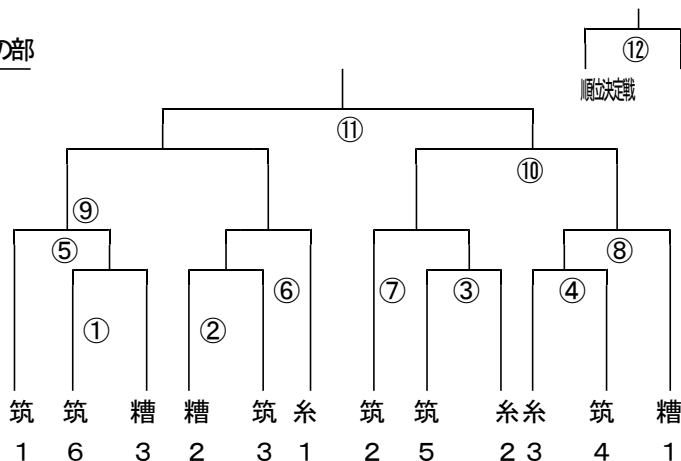 の部
⑫
順位決定戦
⑪
⑩
⑨
⑤ ⑥ ⑦ ③ ④ ⑧
① ②
筑 筑 糟 糟 筑 糸 筑 筑 糸 糸 筑 糟
1 6 3 2 3 1 2 5 2 3 4 1